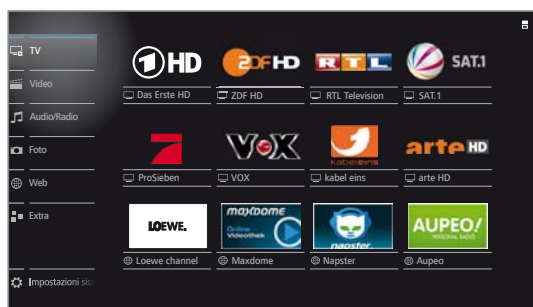 TV
Video
Audio/Radio
Foto
Web
Extra
Impostazioni sis
HD
ZDF HD
RTL
SAT.1
Das Erste HD
ZDF HD
RTL Television
SAT.1
VOX
kabel eins
arte HD
ProSieben
VOX
kabel eins
arte HD
LOEWE.
maxdome
Online
Videothek
napster.
AUPEO!
PERSONAL RADIO
Loewe channel
Maxdome
Napster
Aupeo